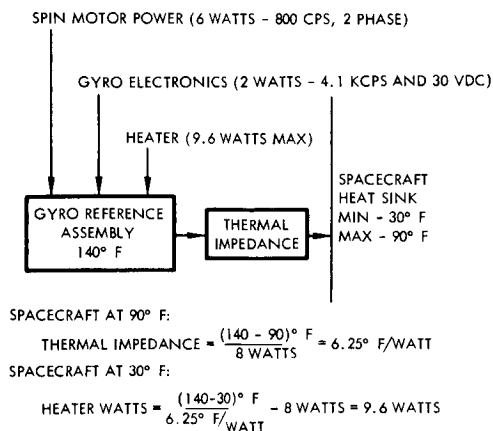 SPIN MOTOR POWER (6 WATTS - 800 CPS, 2 PHASE)
GYRO ELECTRONICS (2 WATTS - 4.1 KCPS AND 30 VDC)
HEATER (9.6 WATTS MAX)
GYRO REFERENCE
ASSEMBLY
140° F
THERMAL
IMPEDANCE
SPACECRAFT
HEAT SINK
MIN - 30° F
MAX - 90° F
SPACECRAFT AT 90° F:
THERMAL IMPEDANCE = (140 - 90)° F / 8 WATTS = 6.25° F/WATT
SPACECRAFT AT 30° F:
HEATER WATTS = (140-30)° F / 6.25° F/WATT - 8 WATTS = 9.6 WATTS